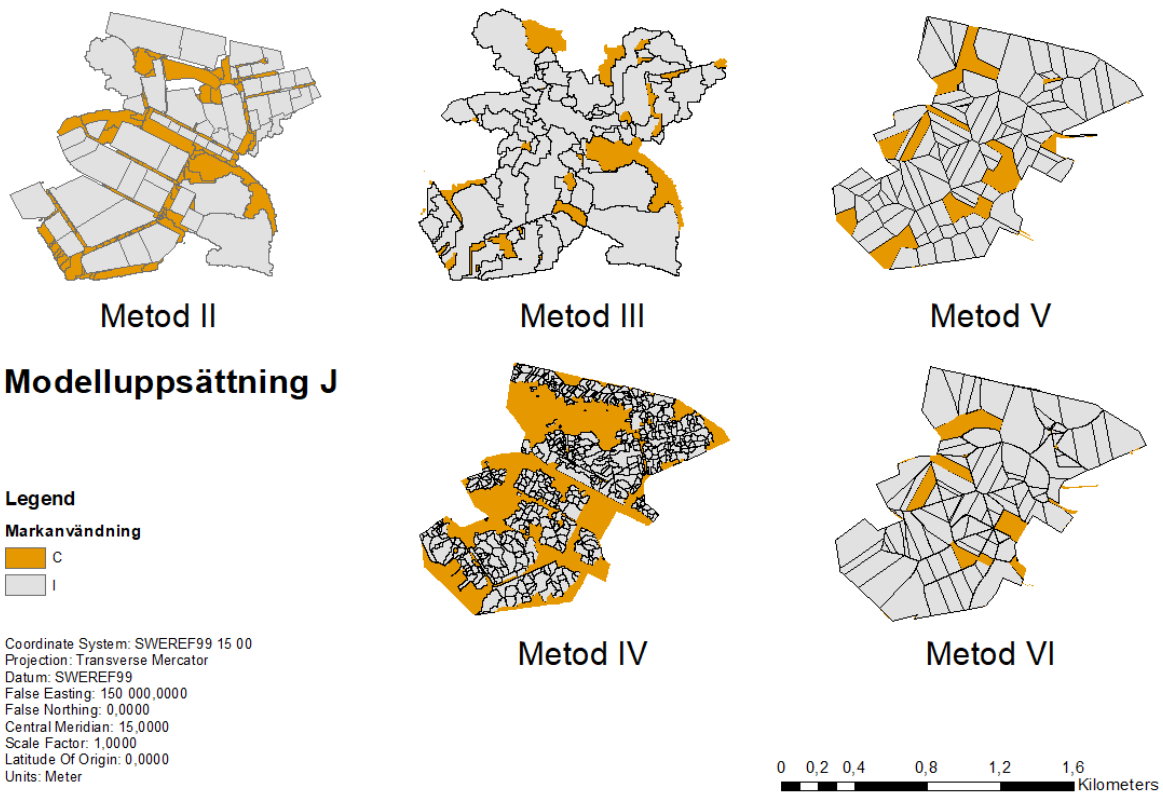 Metod II
Metod III
Metod V
Modelluppsättning J
Legend
Markanvändning
C
I
Metod IV
Metod VI
Coordinate System: SWEREF99 15 00
Projection: Transverse Mercator
Datum: SWEREF99
False Easting: 150 000,0000
False Northing: 0,0000
Central Meridian: 15,0000
Scale Factor: 1,0000
Latitude Of Origin: 0,0000
Units: Meter
0 0,2 0,4 0,8 1,2 1,6
Kilometers